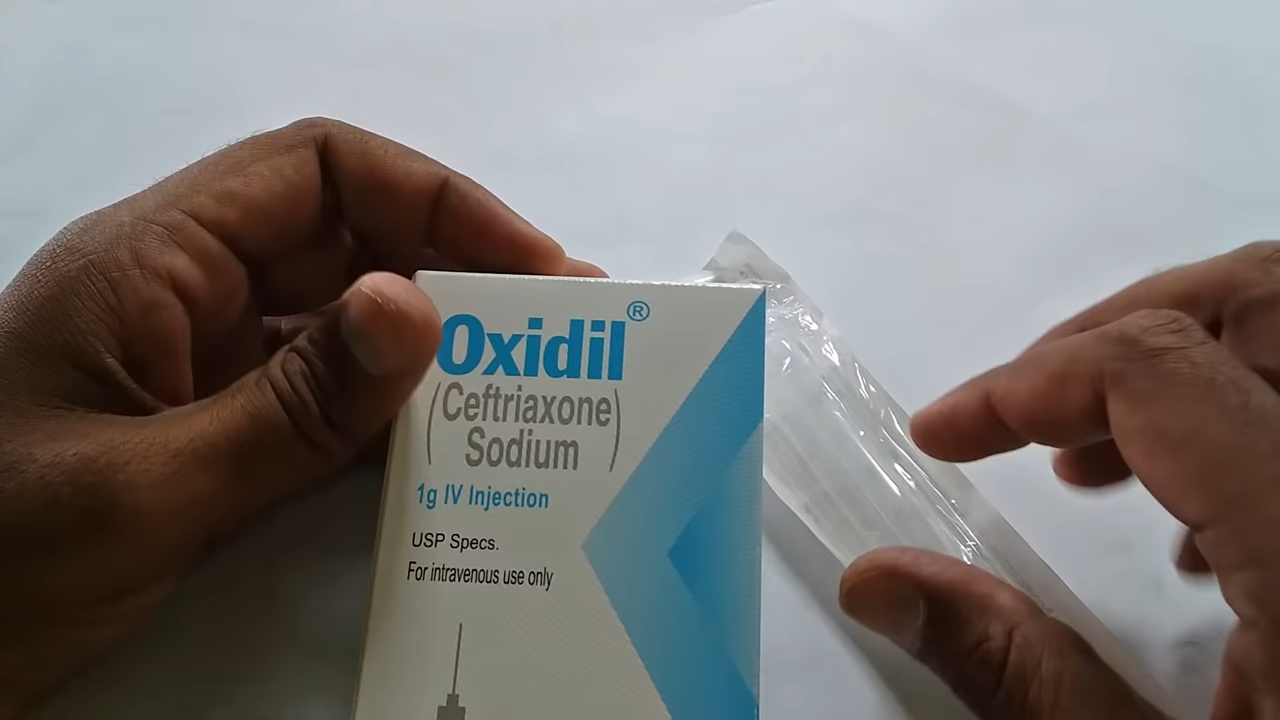 Oxidil®
(Ceftriaxone
Sodium)
1g IV Injection
USP Specs.
For intravenous use only